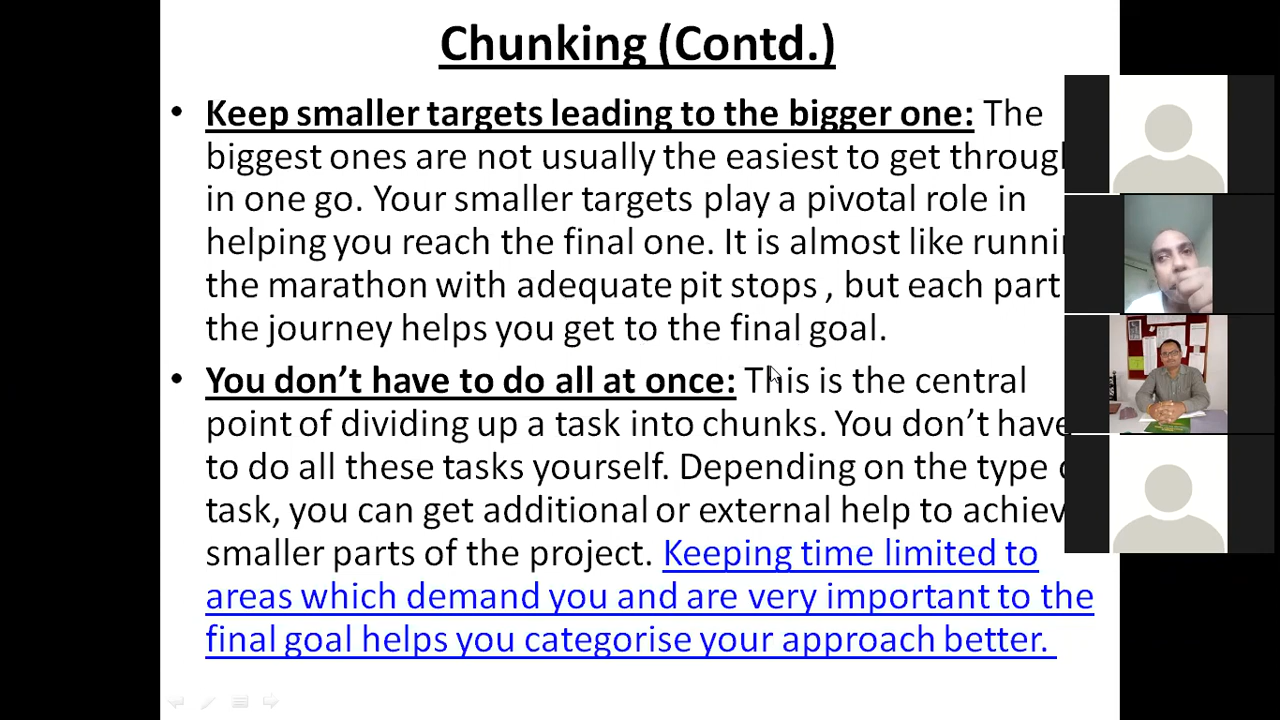 Chunking (Contd.)
• Keep smaller targets leading to the bigger one: The
biggest ones are not usually the easiest to get
in one go. Your smaller targets play a pivotal role in
helping you reach the final one. It is almost like
the marathon with adequate pit stops , but each part
the journey helps you get to the final goal.
• You don’t have to do all at once: This is the central
point of dividing up a task into chunks. You don’t have
to do all these tasks yourself. Depending on the type
task, you can get additional or external help to
smaller parts of the project. Keeping time limited to
areas which demand you and are very important to the
final goal helps you categorise your approach better.